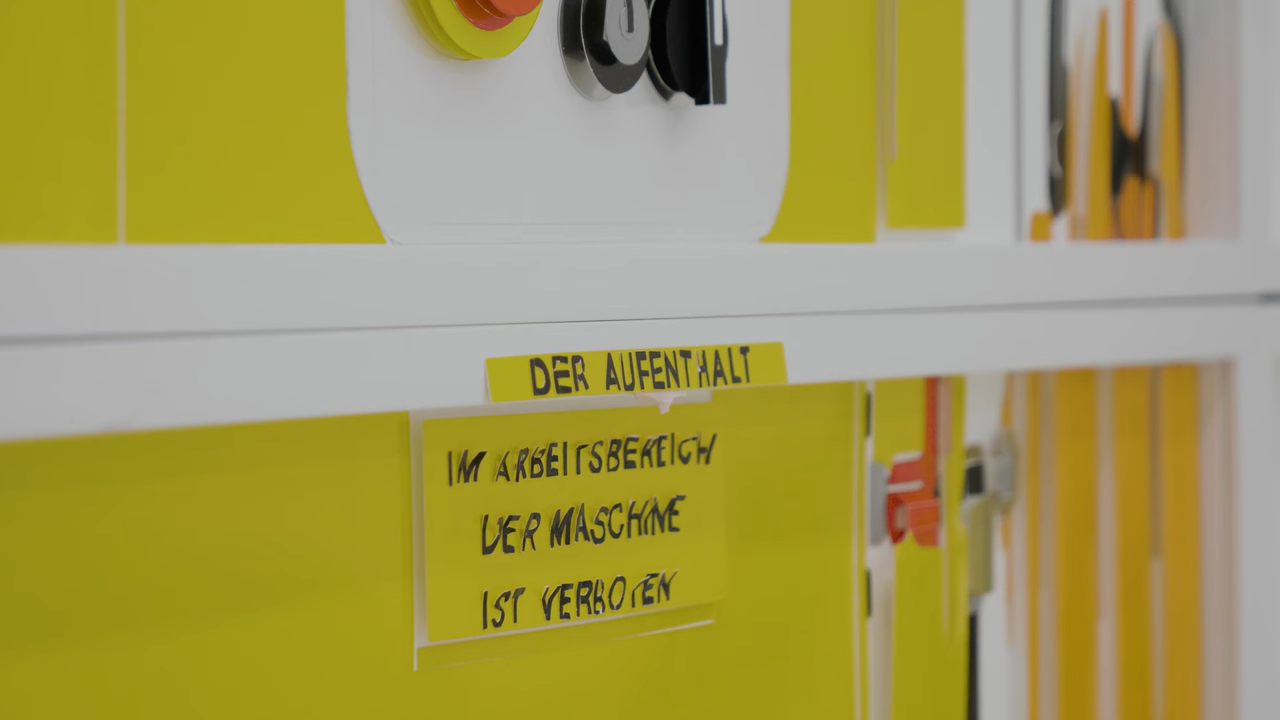 DER AUFENTHALT
IM ARBEITSBEREICH
DER MASCHINE
IST VERBOTEN